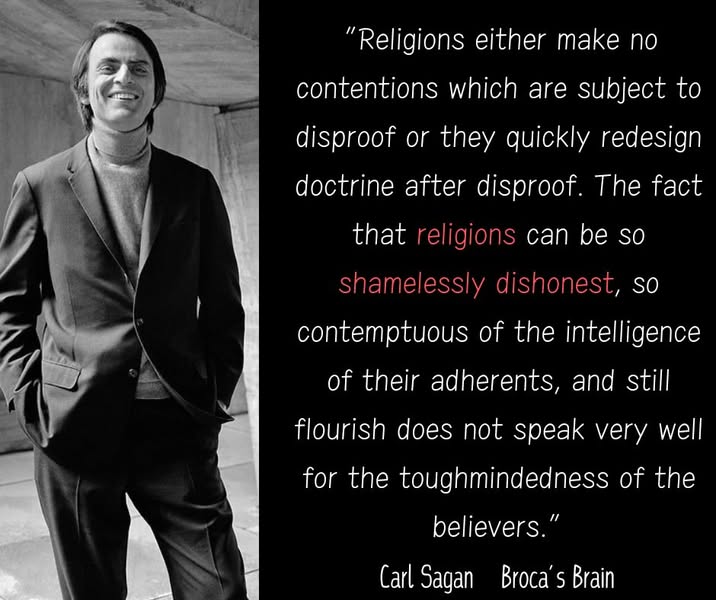 "Religions either make no
contentions which are subject to
disproof or they quickly redesign
doctrine after disproof. The fact
that religions can be so
shamelessly dishonest, so
contemptuous of the intelligence
of their adherents, and still
flourish does not speak very well
for the toughmindedness of the
believers."
Carl Sagan Broca's Brain